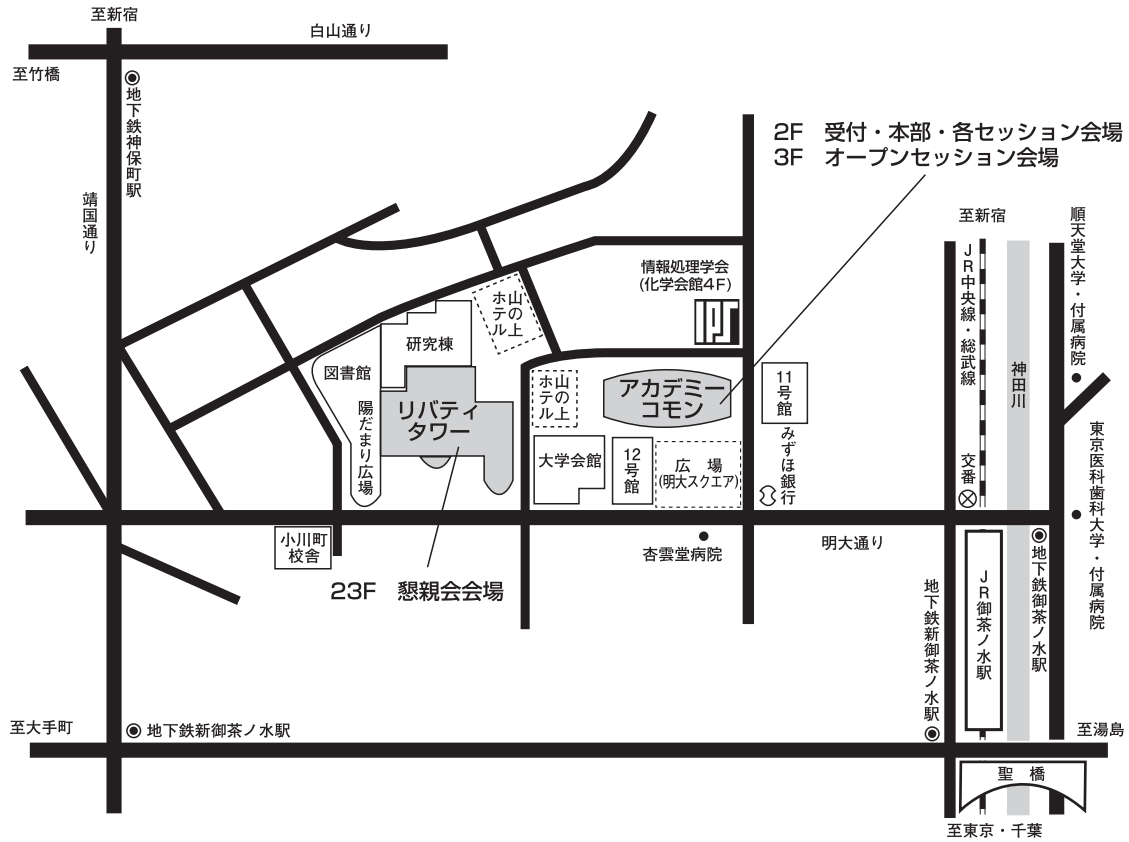 至新宿
白山通り
至竹橋
地下鉄神保町駅
靖国通り
2F 受付・本部・各セッション会場
3F オープンセッション会場
至新宿
順天堂大学・付属病院
JR中央線・総武線
神田川
情報処理学会
(化学会館4F)
山の上
ホテル
研究棟
図書館
陽だまり広場
リバティ
タワー
山の上
ホテル
アカデミー
コモン
11号館
みずほ銀行
大学会館
12号館
広 場
(明大スクエア)
交番
東京医科歯科大学・付属病院
小川町
校舎
杏雲堂病院
明大通り
23F 懇親会会場
地下鉄新御茶ノ水駅
JR御茶ノ水駅
地下鉄御茶ノ水駅
至大手町
地下鉄新御茶ノ水駅
至湯島
聖 橋
至東京・千葉